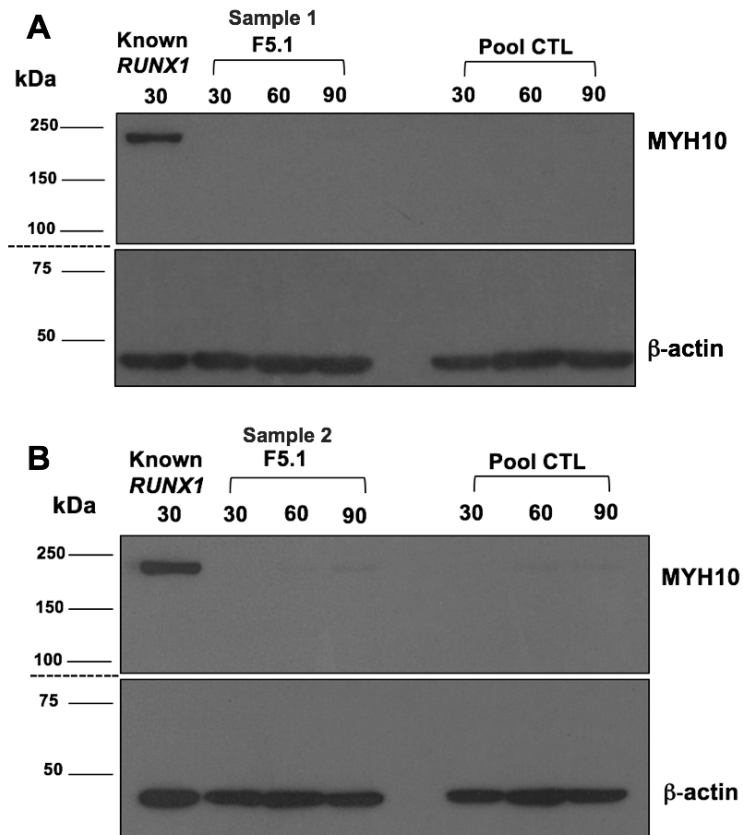 A
Sample 1
Known
RUNX1
F5.1
Pool CTL
kDa
30 30 60 90 30 60 90
250
MYH10
150
100
75
50
β-actin
B
Sample 2
Known
RUNX1
F5.1
Pool CTL
kDa
30 30 60 90 30 60 90
250
MYH10
150
100
75
50
β-actin